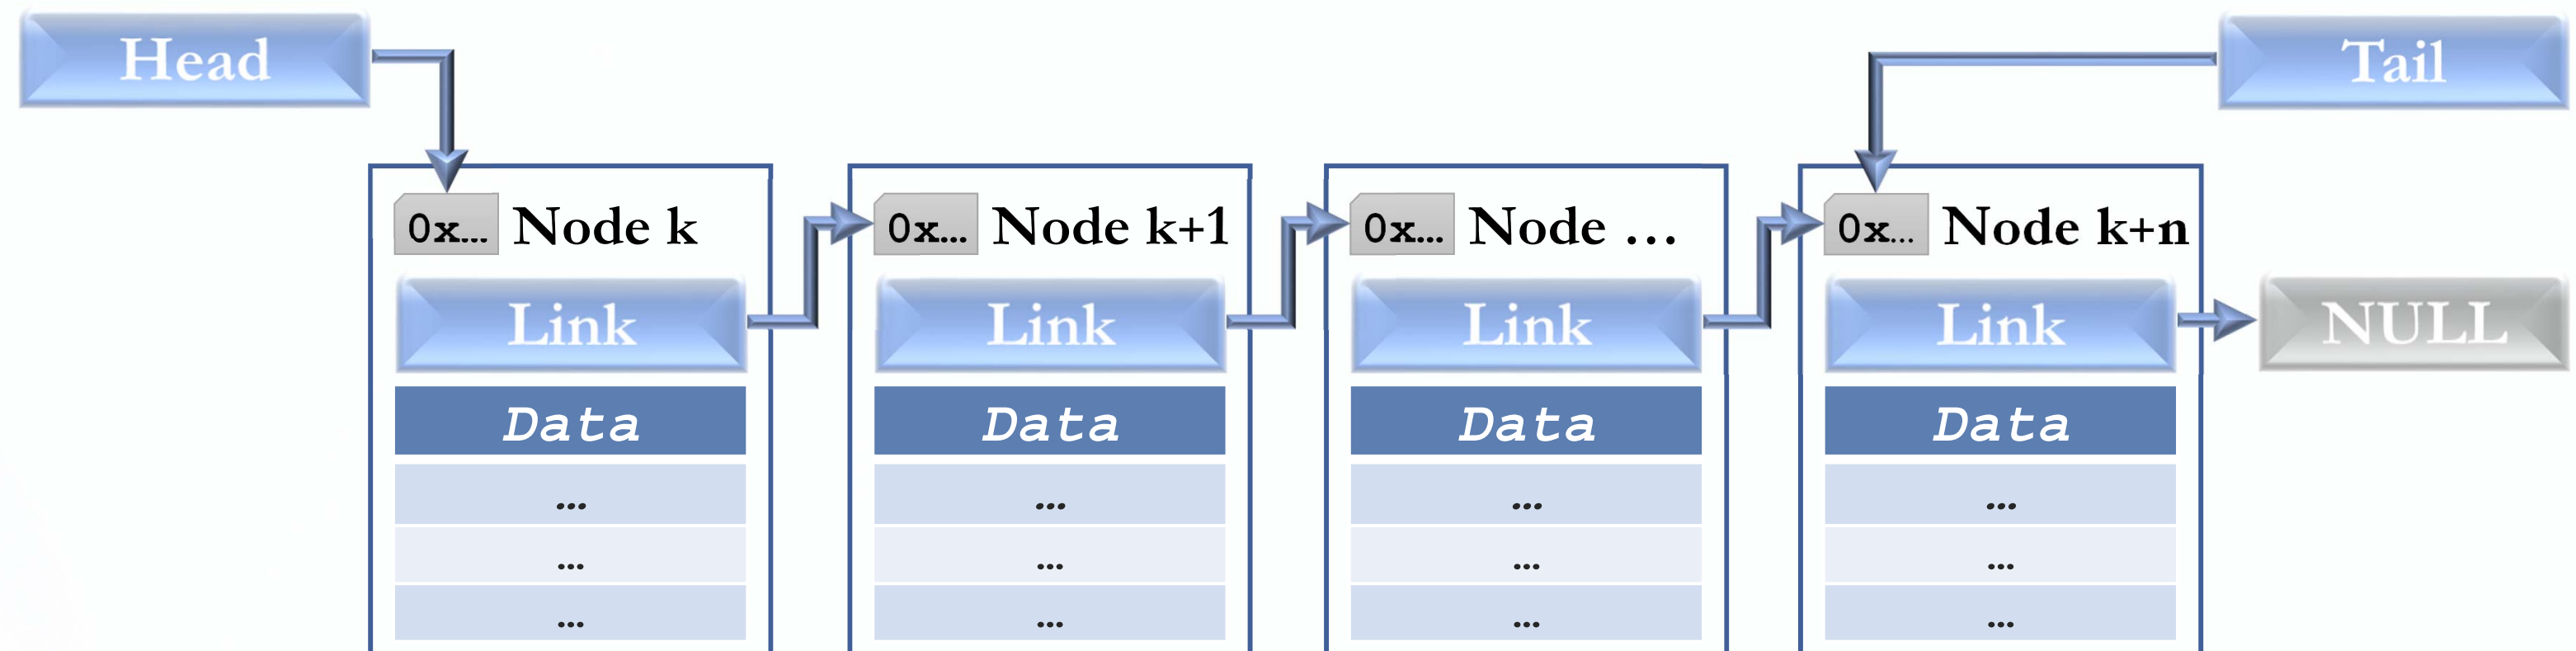 Head
Tail
0x... Node k
0x... Node k+1
0x... Node ...
0x... Node k+n
Link
Link
Link
Link
NULL
Data
Data
Data
Data
...
...
...
...
...
...
...
...
...
...
...
...